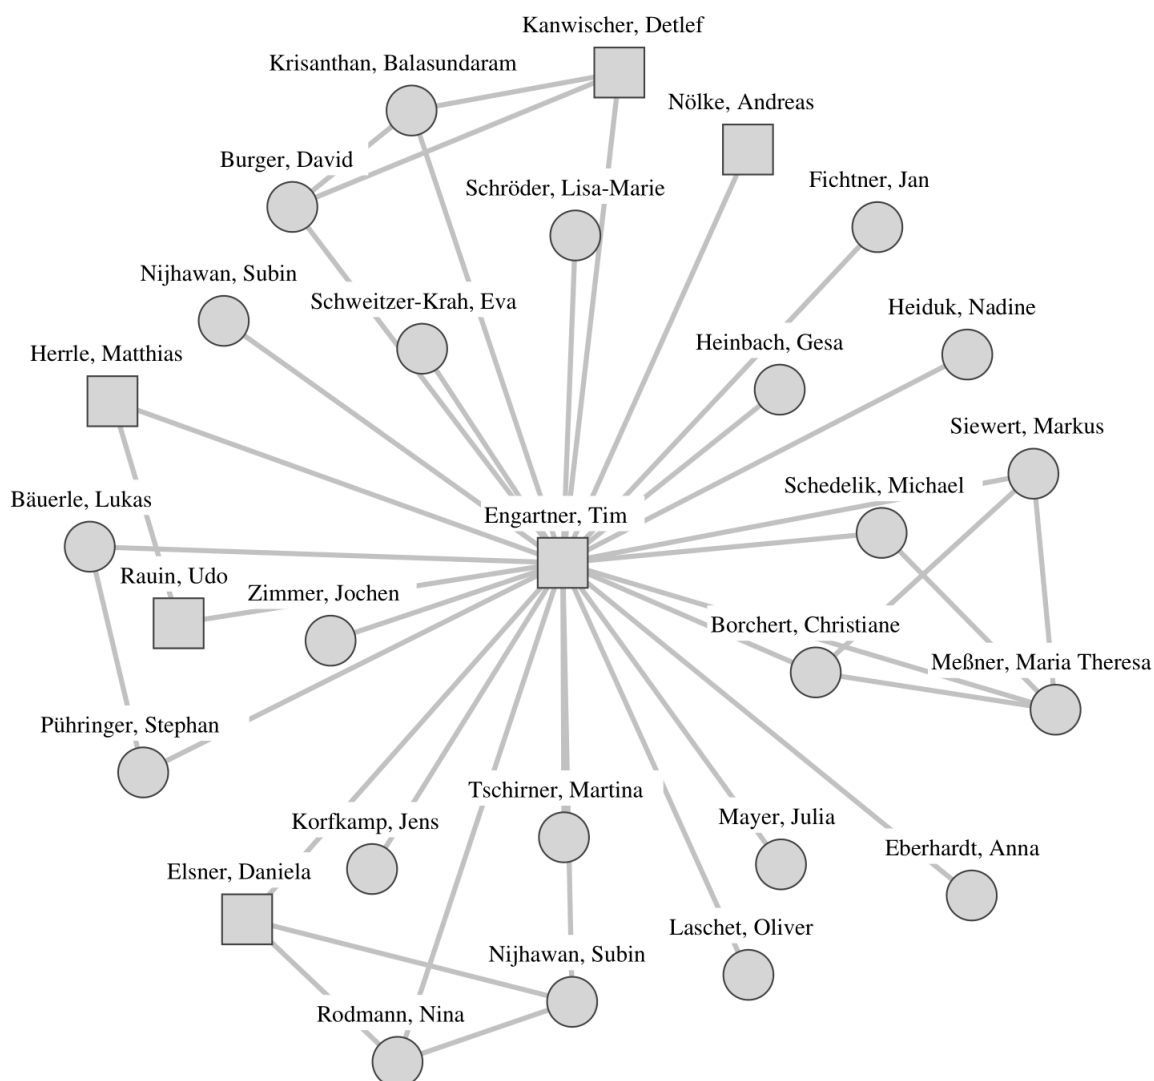 Kanwischer, Detlef
Krisanthan, Balasundaram
Nölke, Andreas
Burger, David
Schröder, Lisa-Marie
Fichtner, Jan
Nijhawan, Subin
Schweitzer-Krah, Eva
Heiduk, Nadine
Herrle, Matthias
Heinbach, Gesa
Siewert, Markus
Bäuerle, Lukas
Schedelik, Michael
Engartner, Tim
Rauin, Udo
Zimmer, Jochen
Borchert, Christiane
Meßner, Maria Theresa
Pühringer, Stephan
Tschirner, Martina
Korfkamp, Jens
Mayer, Julia
Eberhardt, Anna
Elsner, Daniela
Laschet, Oliver
Nijhawan, Subin
Rodmann, Nina